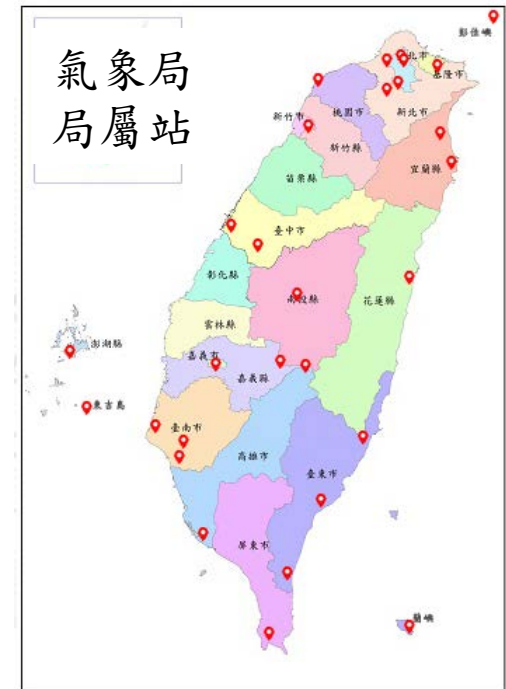 氣象局
局屬站
彭佳嶼
北市
基隆市
桃園市
新北市
新竹市
新竹縣
宜蘭縣
苗栗縣
臺中市
彰化縣
南投縣
花蓮縣
雲林縣
澎湖縣
嘉義市
嘉義縣
東吉島
臺南市
高雄市
臺東市
屏東市
蘭嶼